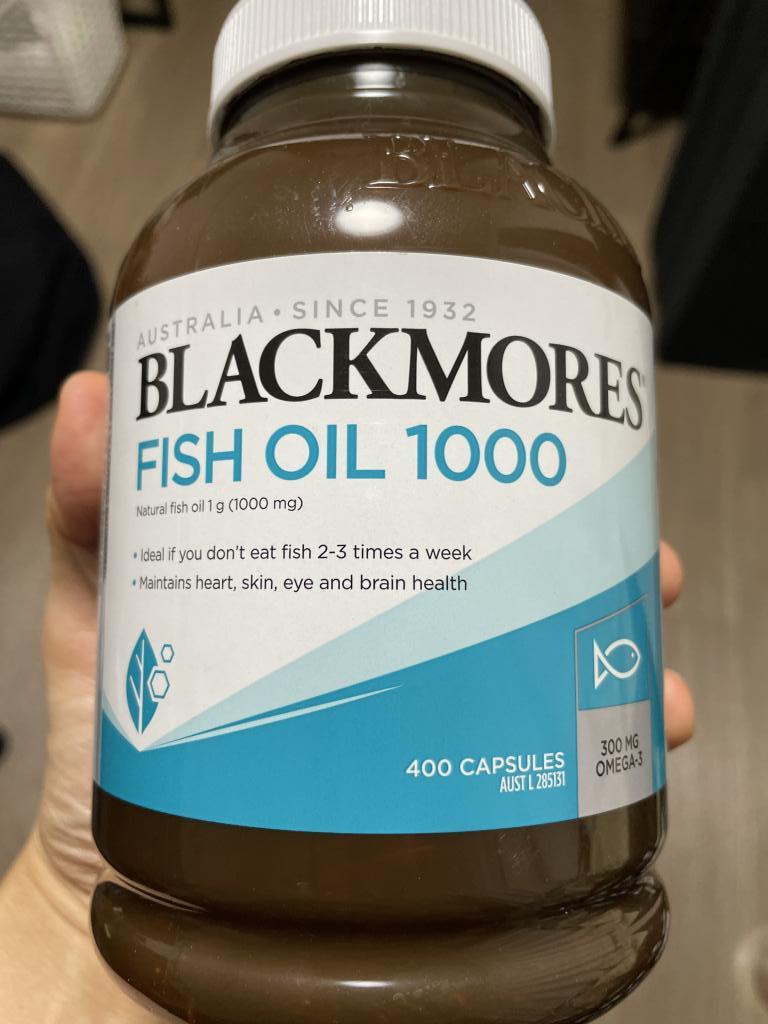 BLACKMORES
AUSTRALIA • SINCE 1932
BLACKMORES®
FISH OIL 1000
Natural fish oil 1 g (1000 mg)
• Ideal if you don't eat fish 2-3 times a week
• Maintains heart, skin, eye and brain health
400 CAPSULES
AUST L 285131
300 MG
OMEGA-3